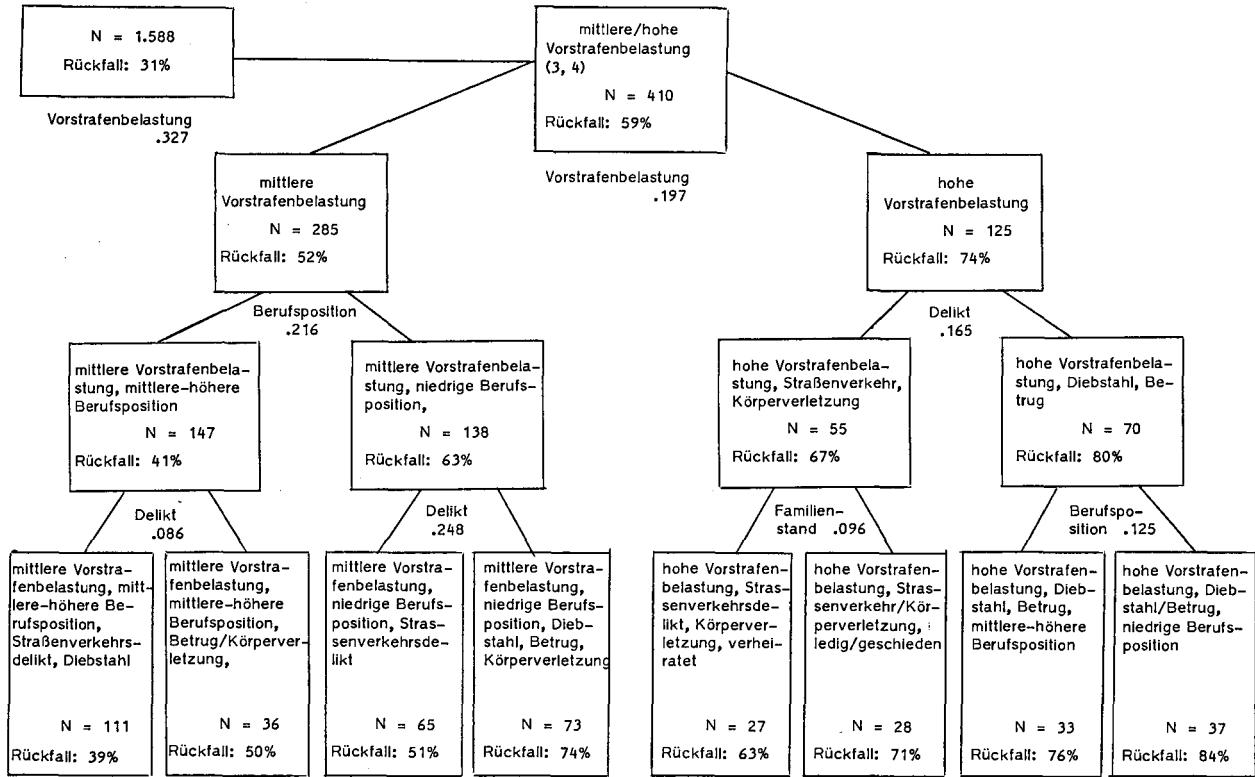 N = 1.588
Rückfall: 31%
Vorstrafenbelastung
.327
mittlere/hohe
Vorstrafenbelastung
(3, 4)
N = 410
Rückfall: 59%
Vorstrafenbelastung
.197
mittlere
Vorstrafenbelastung
N = 285
Rückfall: 52%
hohe
Vorstrafenbelastung
N = 125
Rückfall: 74%
Berufsposition
.216
Delikt
.165
mittlere Vorstrafenbela-
stung, mittlere-höhere
Berufsposition
N = 147
Rückfall: 41%
mittlere Vorstrafenbela-
stung, niedrige Berufs-
position,
N = 138
Rückfall: 63%
hohe Vorstrafenbela-
stung, Straßenverkehr,
Körperverletzung
N = 55
Rückfall: 67%
hohe Vorstrafenbela-
stung, Diebstahl, Be-
trug
N = 70
Rückfall: 80%
Delikt
.086
Delikt
.248
Familien-
stand .096
Berufspo-
sition .125
mittlere Vorstra-
fenbelastung, mitt-
lere-höhere Be-
rufsposition,
Straßenverkehrs-
delikt, Diebstahl
N = 111
Rückfall: 39%
mittlere Vorstra-
fenbelastung,
mittlere-höhere
Berufsposition,
Betrug/Körperver-
letzung,
N = 36
Rückfall: 50%
mittlere Vorstra-
fenbelastung,
niedrige Berufs-
position, Stras-
senverkehrsde-
likt
N = 65
Rückfall: 51%
mittlere Vorstra-
fenbelastung,
niedrige Berufs-
position, Dieb-
stahl, Betrug,
Körperverletzung
N = 73
Rückfall: 74%
hohe Vorstrafen-
belastung, Stras-
senverkehrsde-
likt, Körperver-
letzung, verhei-
ratet
N = 27
Rückfall: 63%
hohe Vorstrafen-
belastung, Stras-
senverkehr/Kör-
perverletzung,
ledig/geschieden
N = 28
Rückfall: 71%
hohe Vorstrafen-
belastung, Dieb-
stahl, Betrug,
mittlere-höhere
Berufsposition
N = 33
Rückfall: 76%
hohe Vorstrafen-
belastung, Dieb-
stahl/Betrug,
niedrige Berufs-
position
N = 37
Rückfall: 84%